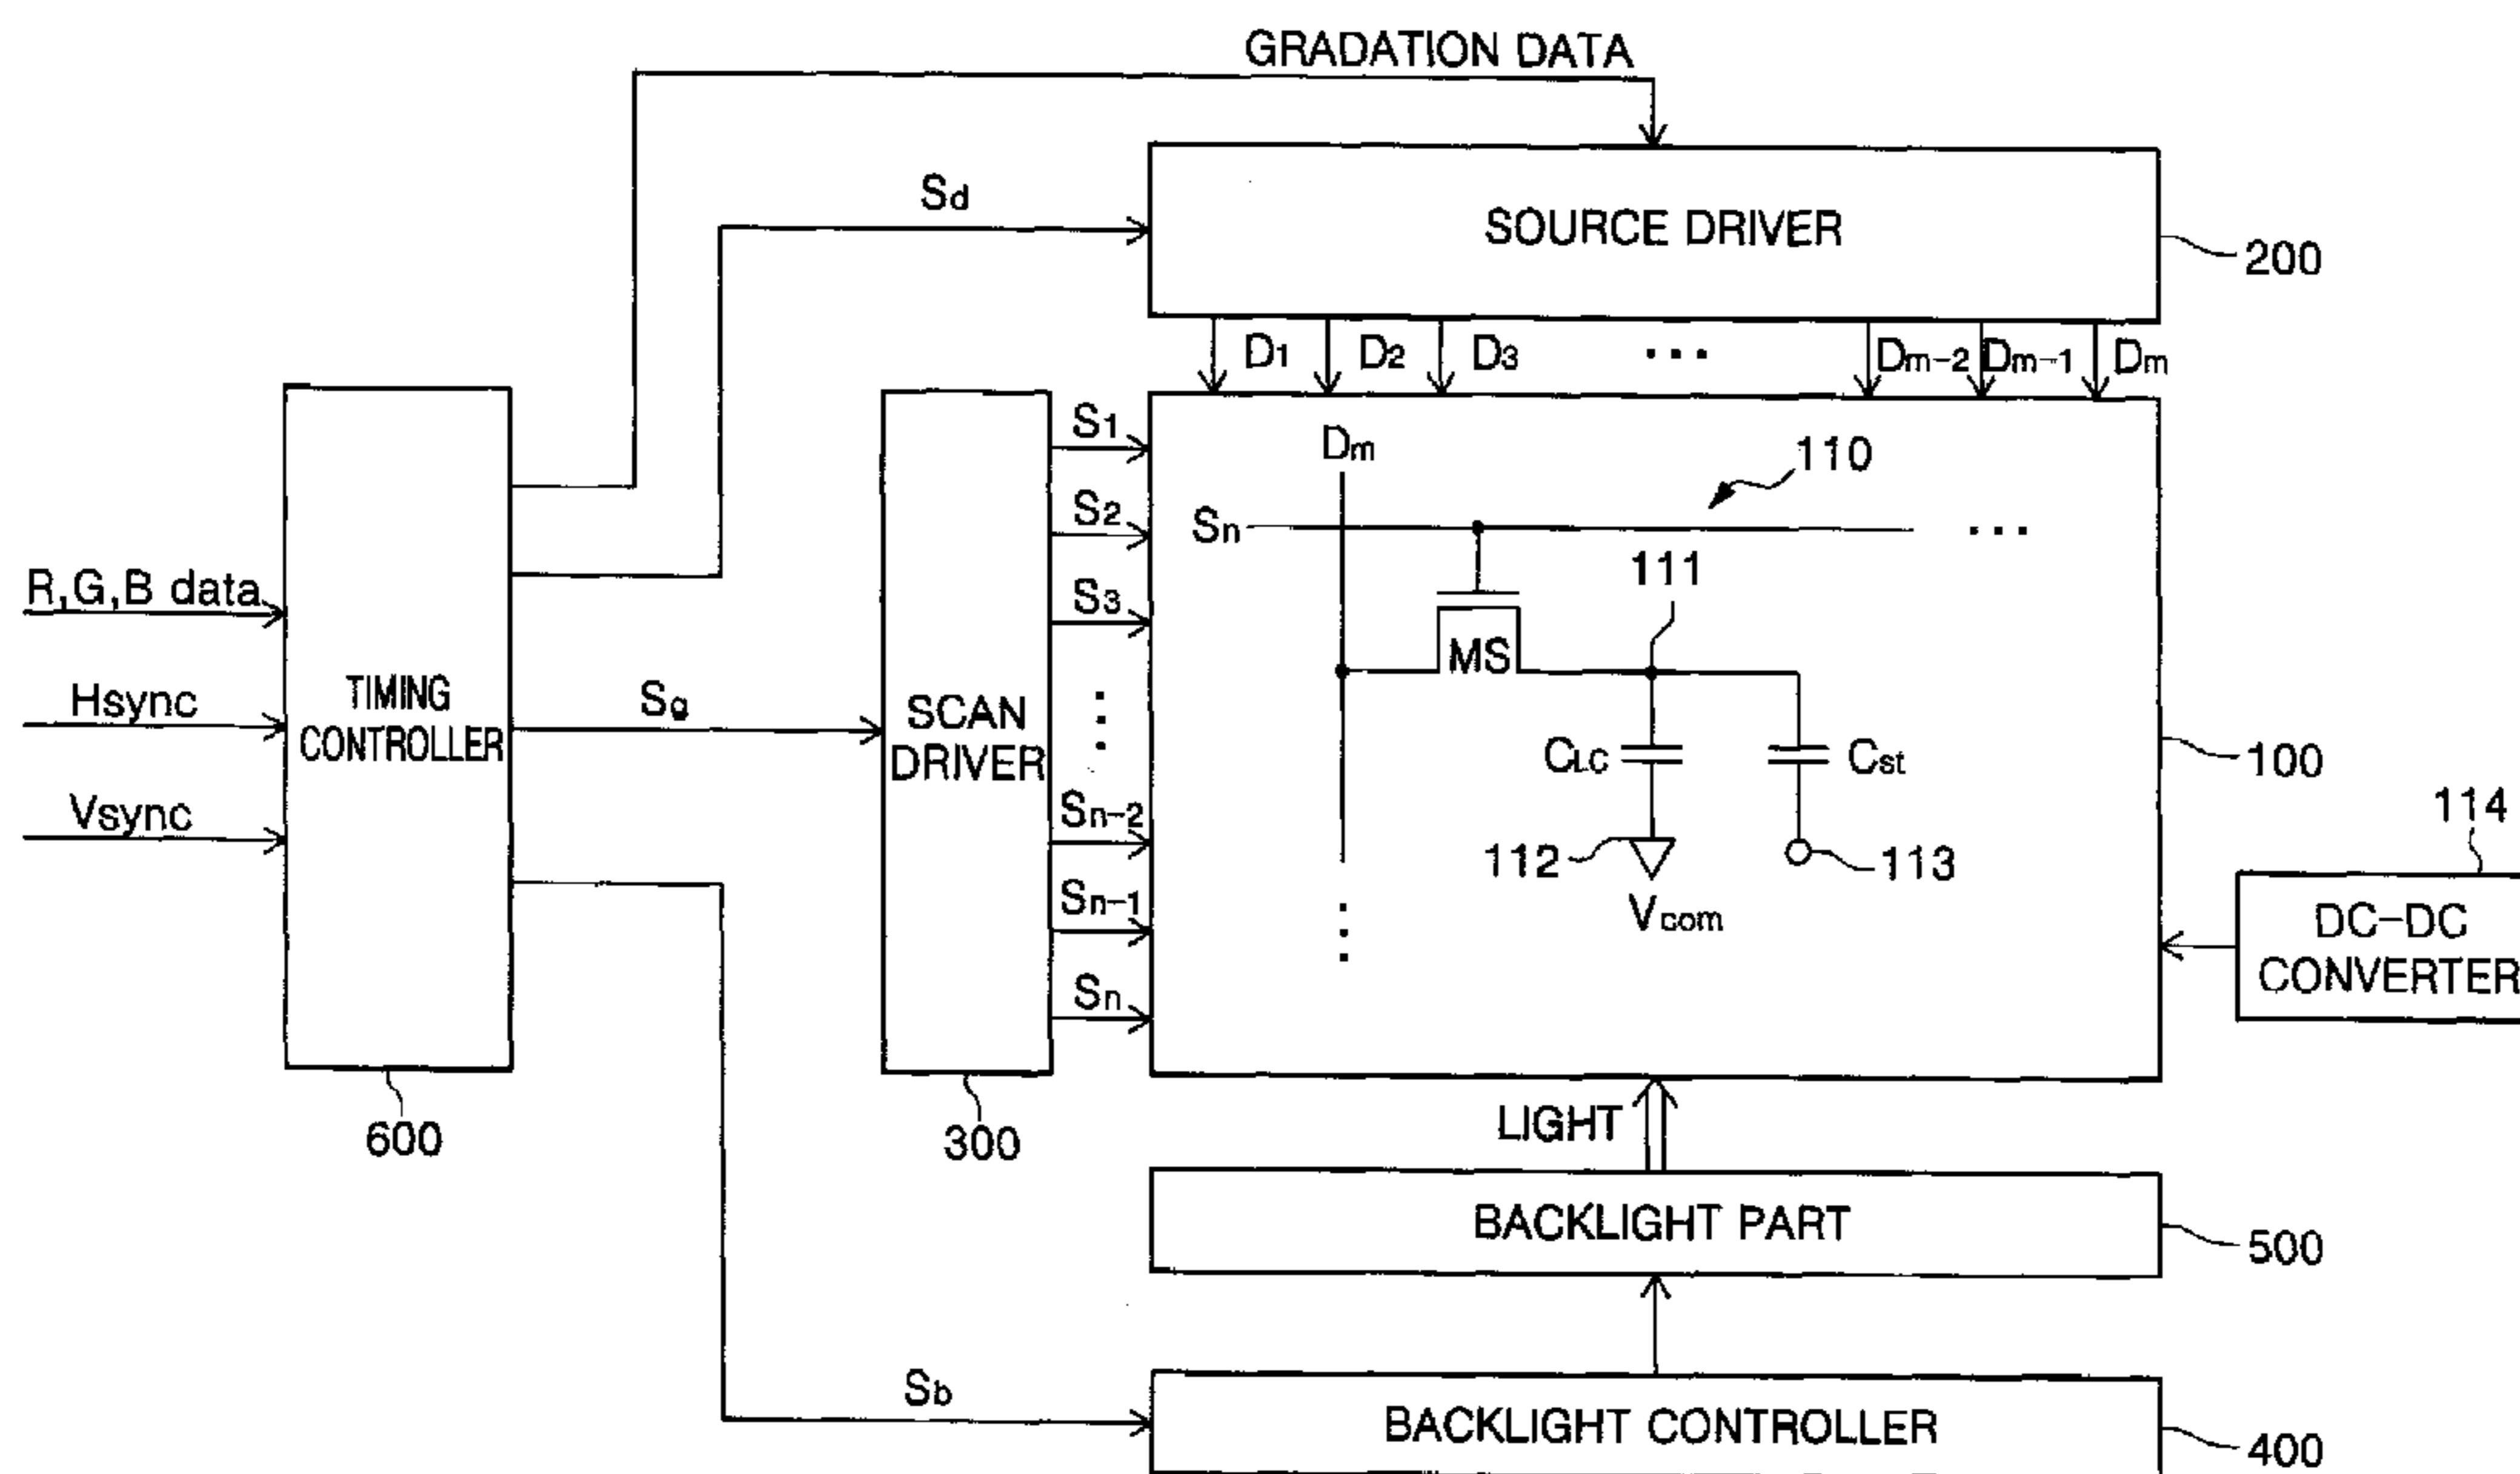 GRADATION DATA
Sd
SOURCE DRIVER
200
D1 D2 D3 ... Dm-2 Dm-1 Dm
R,G,B data
Hsync
Vsync
TIMING
CONTROLLER
600
Sg
SCAN
DRIVER
300
S1
S2
S3
Sn-2
Sn-1
Sn
Dm
110
Sn
...
111
MS
CLC
Cst
100
112
113
Vcom
114
DC-DC
CONVERTER
LIGHT
BACKLIGHT PART
500
Sb
BACKLIGHT CONTROLLER
400